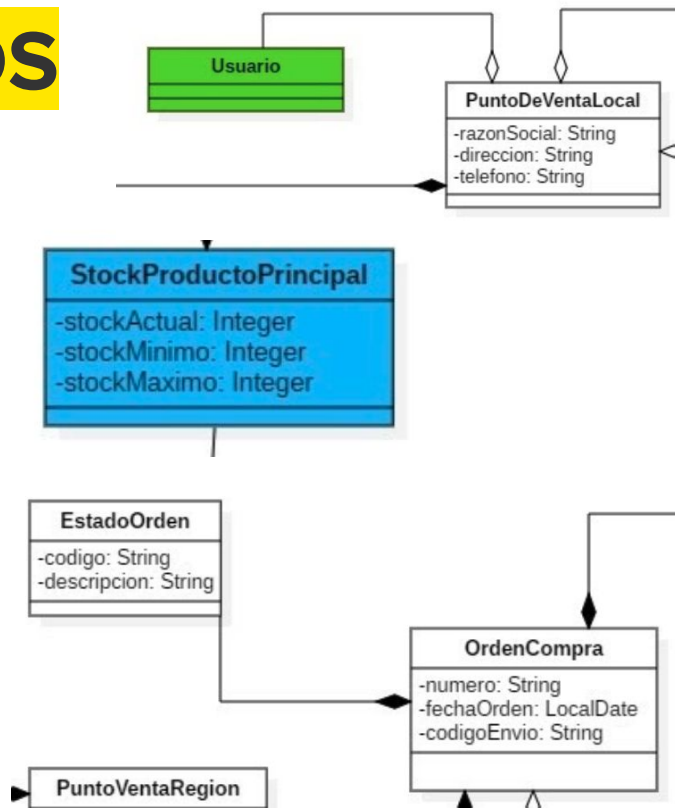 OS
Usuario
PuntoDeVentaLocal
-razonSocial: String
-direccion: String
-telefono: String
StockProductoPrincipal
-stockActual: Integer
-stockMinimo: Integer
-stockMaximo: Integer
EstadoOrden
-codigo: String
-descripcion: String
OrdenCompra
-numero: String
-fechaOrden: LocalDate
-codigoEnvio: String
PuntoVentaRegion